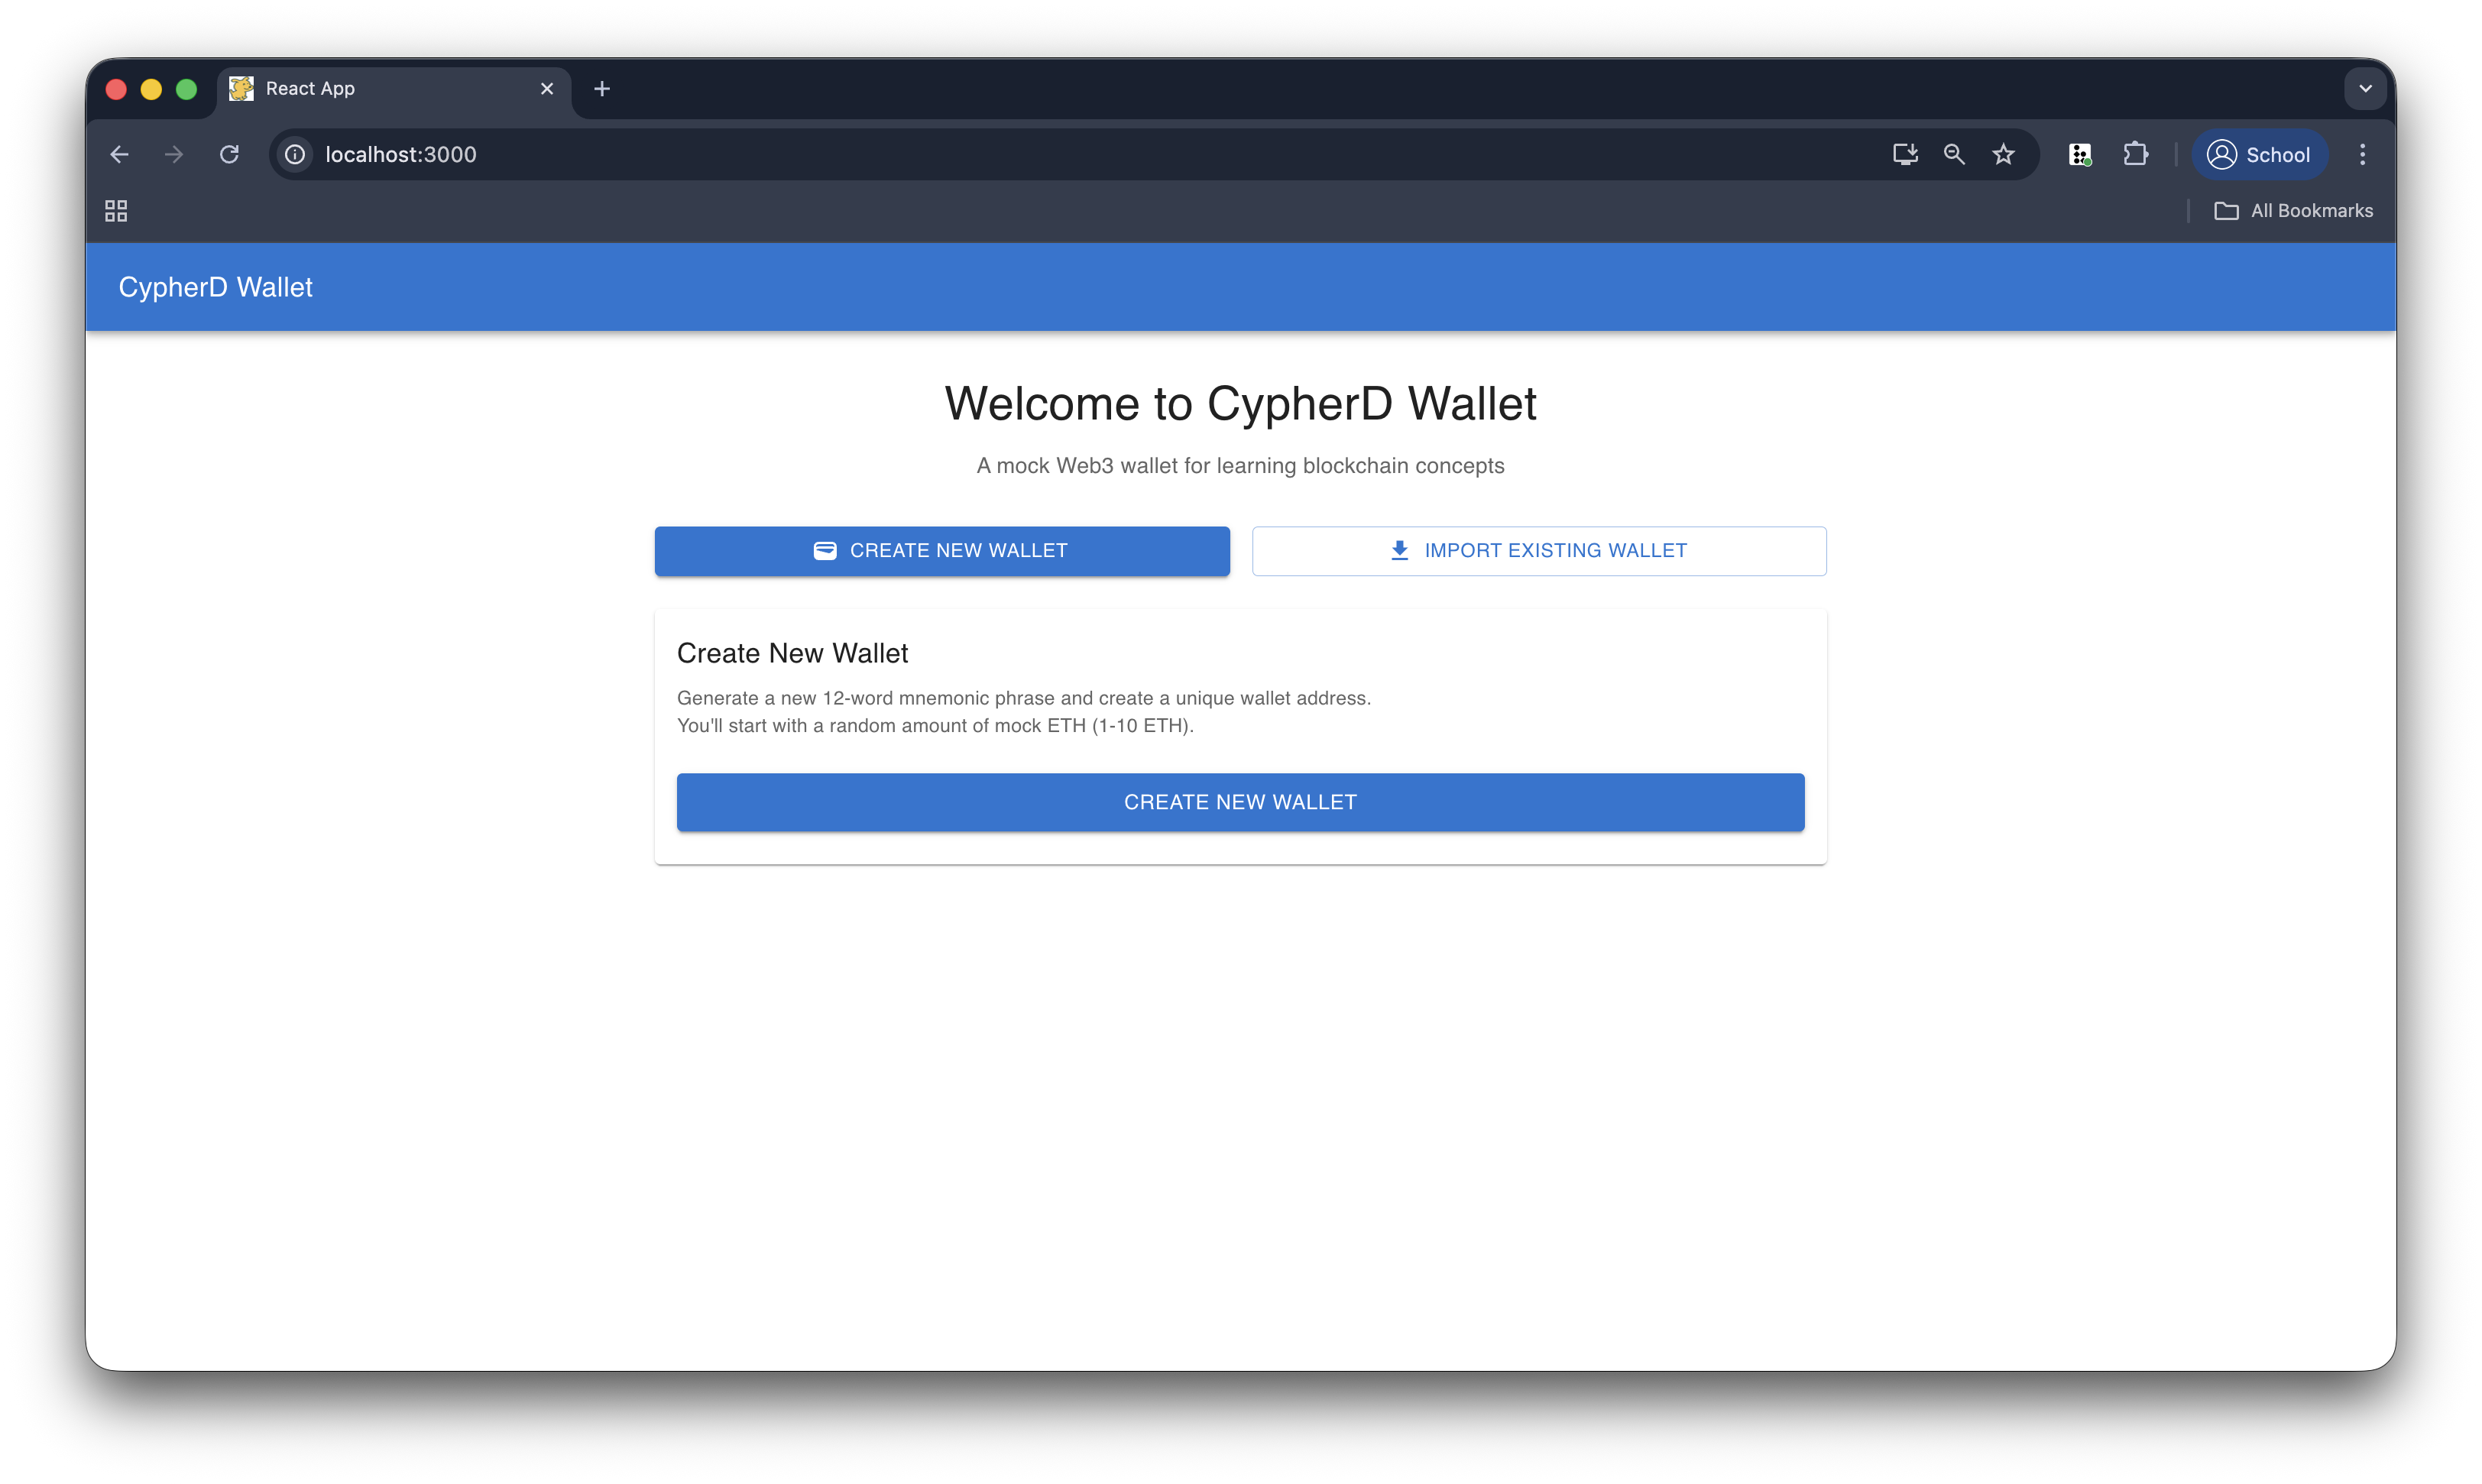 React App
localhost:3000
School
All Bookmarks
CypherD Wallet
Welcome to CypherD Wallet
A mock Web3 wallet for learning blockchain concepts
CREATE NEW WALLET
IMPORT EXISTING WALLET
Create New Wallet
Generate a new 12-word mnemonic phrase and create a unique wallet address.
You'll start with a random amount of mock ETH (1-10 ETH).
CREATE NEW WALLET